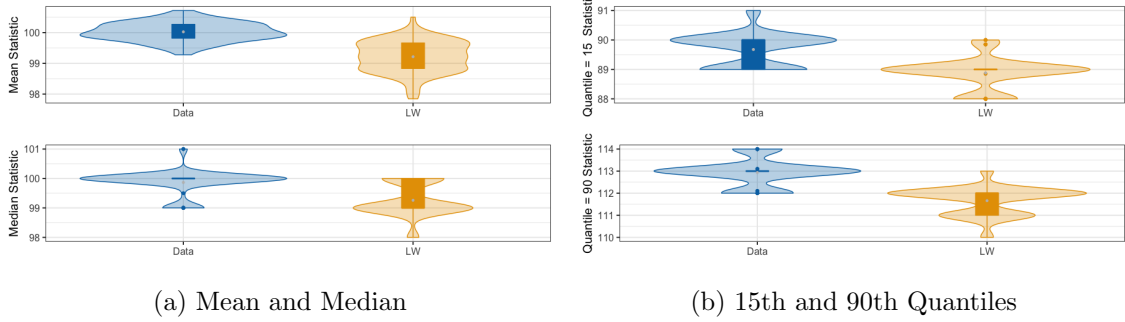 Mean Statistic
100
99
98
Data
LW
Median Statistic
101
100
99
98
Data
LW
(a) Mean and Median
Quantile = 15 Statistic
91
90
89
88
Data
LW
Quantile = 90 Statistic
114
113
112
111
110
Data
LW
(b) 15th and 90th Quantiles